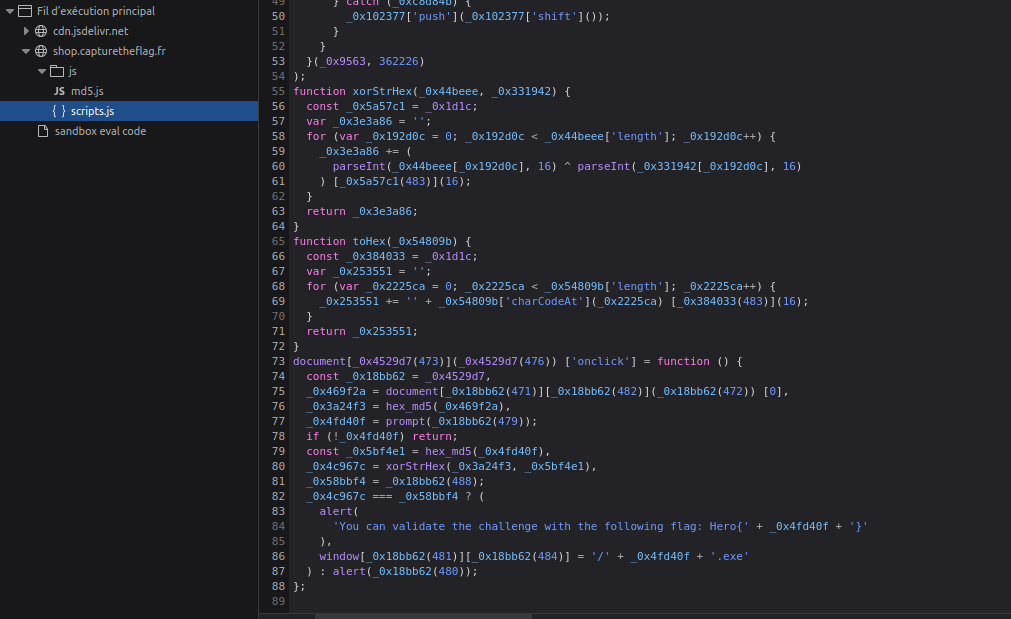 Fil d'exécution principal
cdn.jsdelivr.net
shop.capturetheflag.fr
js
JS md5.js
{ } scripts.js
sandbox eval code
49 } catch (_0xc8d84b) {
50 _0x102377['push'](_0x102377['shift']());
51 }
52 }
53 }(_0x9563, 362226)
54 );
55 function xorStrHex(_0x44beee, _0x331942) {
56 const _0x5a57c1 = _0x1d1c;
57 var _0x3e3a86 = '';
58 for (var _0x192d0c = 0; _0x192d0c < _0x44beee['length']; _0x192d0c++) {
59 _0x3e3a86 += (
60 parseInt(_0x44beee[_0x192d0c], 16) ^ parseInt(_0x331942[_0x192d0c], 16)
61 ) [_0x5a57c1(483)](16);
62 }
63 return _0x3e3a86;
64 }
65 function toHex(_0x54809b) {
66 const _0x384033 = _0x1d1c;
67 var _0x253551 = '';
68 for (var _0x2225ca = 0; _0x2225ca < _0x54809b['length']; _0x2225ca++) {
69 _0x253551 += '' + _0x54809b['charCodeAt'](_0x2225ca) [_0x384033(483)](16);
70 }
71 return _0x253551;
72 }
73 document[_0x4529d7(473)](_0x4529d7(476)) ['onclick'] = function () {
74 const _0x18bb62 = _0x4529d7,
75 _0x469f2a = document[_0x18bb62(471)][_0x18bb62(482)](_0x18bb62(472)) [0],
76 _0x3a24f3 = hex_md5(_0x469f2a),
77 _0x4fd40f = prompt(_0x18bb62(479));
78 if (!_0x4fd40f) return;
79 const _0x5bf4e1 = hex_md5(_0x4fd40f),
80 _0x4c967c = xorStrHex(_0x3a24f3, _0x5bf4e1),
81 _0x58bbf4 = _0x18bb62(488);
82 _0x4c967c === _0x58bbf4 ? (
83 alert(
84 'You can validate the challenge with the following flag: Hero{' + _0x4fd40f + '}'
85 ),
86 window[_0x18bb62(481)][_0x18bb62(484)] = '/' + _0x4fd40f + '.exe'
87 ) : alert(_0x18bb62(480));
88 };
89